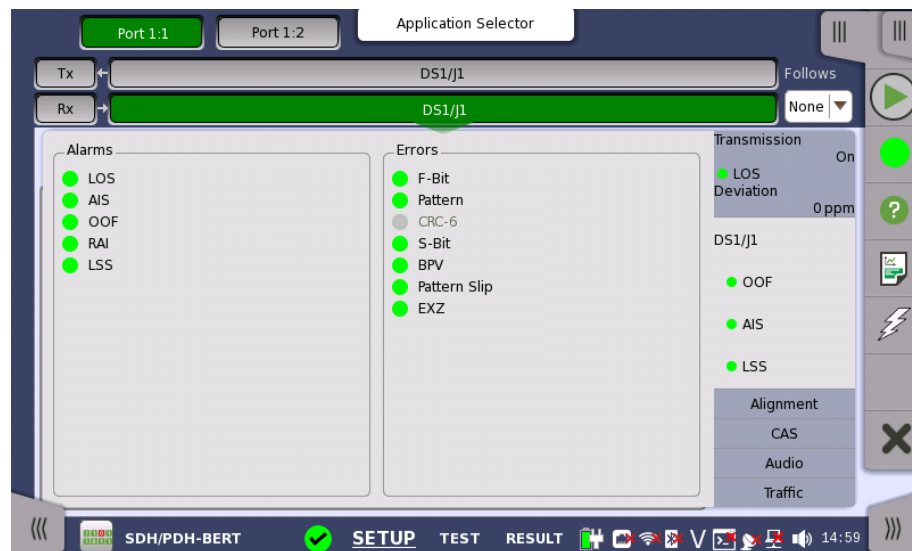 Port 1:1 Port 1:2 Application Selector
Tx DS1/J1 Follows
Rx DS1/J1 None
Alarms
LOS
AIS
OOF
RAI
LSS
Errors
F-Bit
Pattern
CRC-6
S-Bit
BPV
Pattern Slip
EXZ
Transmission
On
LOS
Deviation
0 ppm
DS1/J1
OOF
AIS
LSS
Alignment
CAS
Audio
Traffic
SDH/PDH-BERT SETUP TEST RESULT 14:59